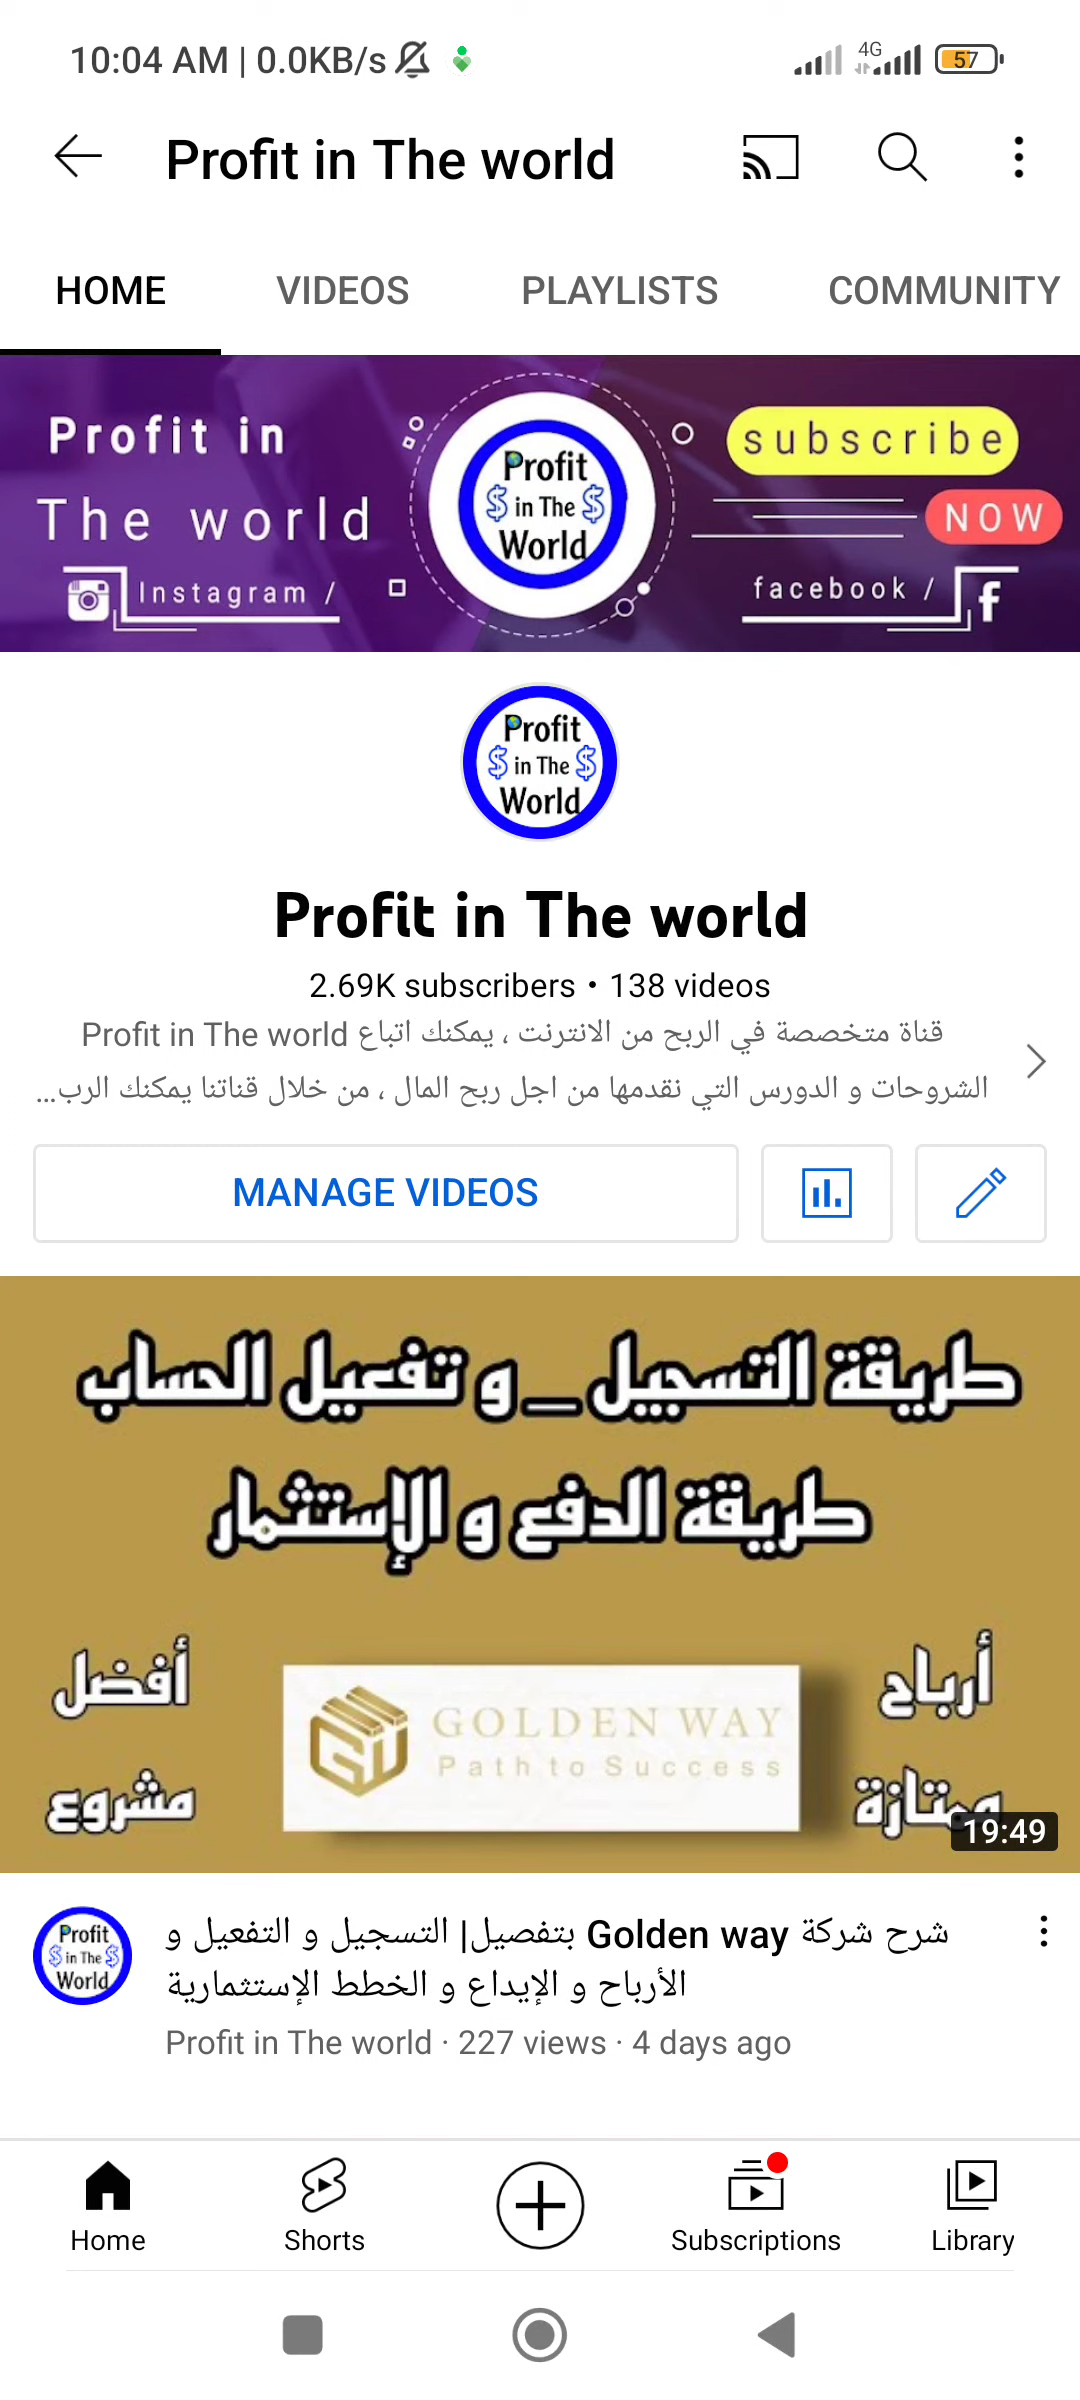 10:04 AM | 0.0KB/s 4G 57
Profit in The world
HOME VIDEOS PLAYLISTS COMMUNITY
Profit in
The world
Instagram /
Profit
$ in The $
World
subscribe
NOW
facebook /
Profit
$ in The $
World
Profit in The world
2.69K subscribers • 138 videos
Profit in The world قناة متخصصة في الربح من الانترنت ، يمكنك اتباع
الشروحات و الدورس التي نقدمها من اجل ربح المال ، من خلال قناتنا يمكنك الرب...
MANAGE VIDEOS
طريقة التسجيل_و تفعيل الحساب
طريقة الدفع و الإستثمار
أرباح
ممتازة
أفضل
مشروع
GOLDEN WAY
Path to Success
19:49
Profit
$ in The $
World
شرح شركة Golden way بتفصيل| التسجيل و التفعيل و
الأرباح و الإيداع و الخطط الإستثمارية
Profit in The world · 227 views · 4 days ago
Home Shorts Subscriptions Library